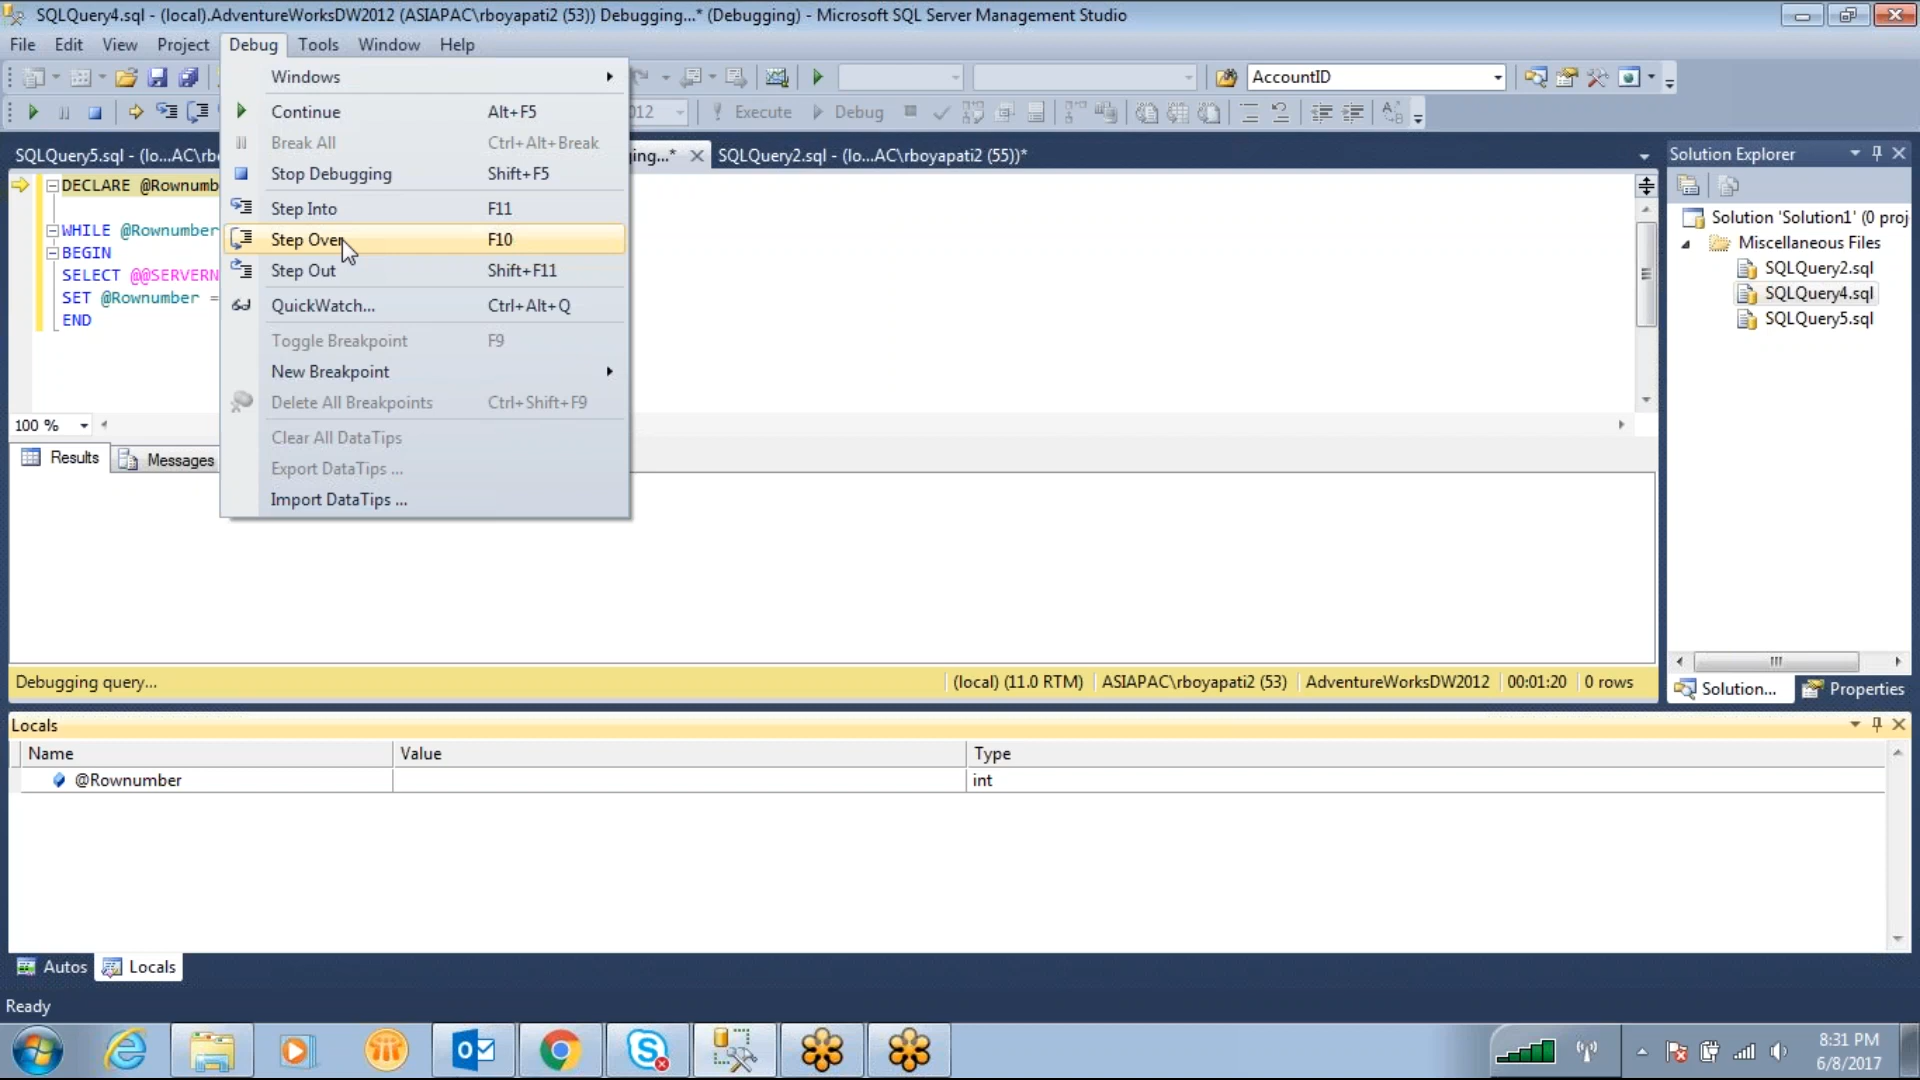 SQLQuery4.sql - (local).AdventureWorksDW2012 (ASIAPAC\rboyapati2 (53)) Debugging...* (Debugging) - Microsoft SQL Server Management Studio
File Edit View Project Debug Tools Window Help
AccountID
012 Execute Debug
SQLQuery5.sql - (lo...AC\rbo ing...* SQLQuery2.sql - (lo...AC\rboyapati2 (55))*
DECLARE @Rownumb
WHILE @Rownumber
BEGIN
SELECT @@SERVERN
SET @Rownumber =
END
100 %
Windows
Continue Alt+F5
Break All Ctrl+Alt+Break
Stop Debugging Shift+F5
Step Into F11
Step Over F10
Step Out Shift+F11
QuickWatch... Ctrl+Alt+Q
Toggle Breakpoint F9
New Breakpoint
Delete All Breakpoints Ctrl+Shift+F9
Clear All DataTips
Export DataTips ...
Import DataTips ...
Results Messages
Debugging query... (local) (11.0 RTM) ASIAPAC\rboyapati2 (53) AdventureWorksDW2012 00:01:20 0 rows
Solution Explorer
Solution 'Solution1' (0 proj
Miscellaneous Files
SQLQuery2.sql
SQLQuery4.sql
SQLQuery5.sql
Solution... Properties
Locals
Name Value Type
@Rownumber int
Autos Locals
Ready
8:31 PM
6/8/2017